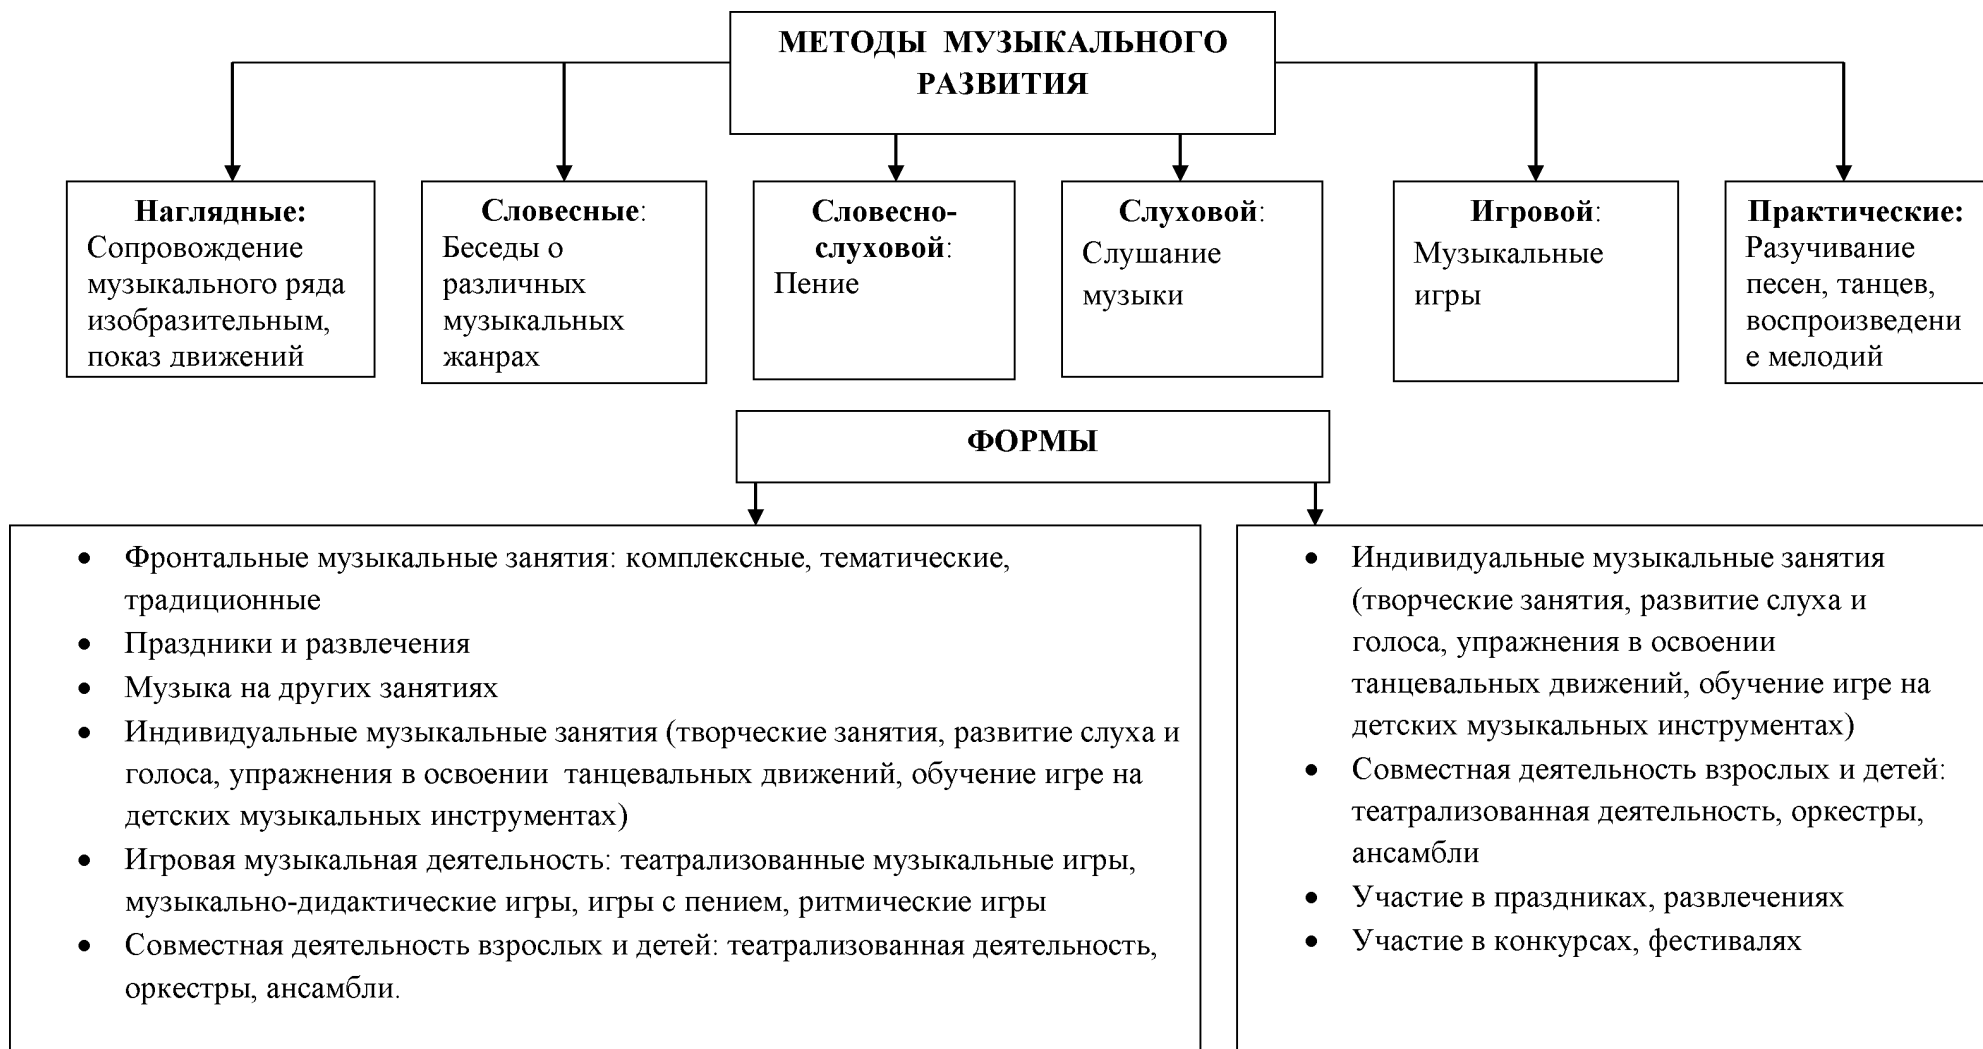 МЕТОДЫ МУЗЫКАЛЬНОГО
РАЗВИТИЯ
Наглядные:
Сопровождение
музыкального ряда
изобразительным,
показ движений
Словесные:
Беседы о
различных
музыкальных
жанрах
Словесно-
слуховой:
Пение
Слуховой:
Слушание
музыки
Игровой:
Музыкальные
игры
Практические:
Разучивание
песен, танцев,
воспроизведени
е мелодий
ФОРМЫ
• Фронтальные музыкальные занятия: комплексные, тематические,
традиционные
• Праздники и развлечения
• Музыка на других занятиях
• Индивидуальные музыкальные занятия (творческие занятия, развитие слуха и
голоса, упражнения в освоении танцевальных движений, обучение игре на
детских музыкальных инструментах)
• Игровая музыкальная деятельность: театрализованные музыкальные игры,
музыкально-дидактические игры, игры с пением, ритмические игры
• Совместная деятельность взрослых и детей: театрализованная деятельность,
оркестры, ансамбли.
• Индивидуальные музыкальные занятия
(творческие занятия, развитие слуха и
голоса, упражнения в освоении
танцевальных движений, обучение игре на
детских музыкальных инструментах)
• Совместная деятельность взрослых и детей:
театрализованная деятельность, оркестры,
ансамбли
• Участие в праздниках, развлечениях
• Участие в конкурсах, фестивалях